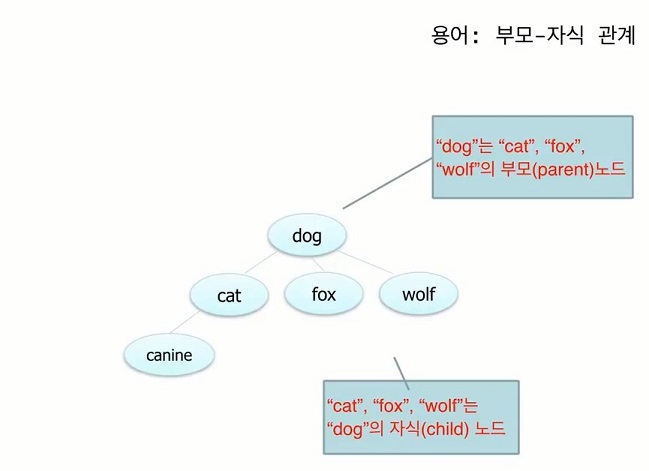 용어: 부모-자식 관계
“dog”는 “cat”, “fox”,
“wolf”의 부모(parent)노드
dog
cat
fox
wolf
canine
“cat”, “fox”, “wolf”는
“dog”의 자식(child) 노드